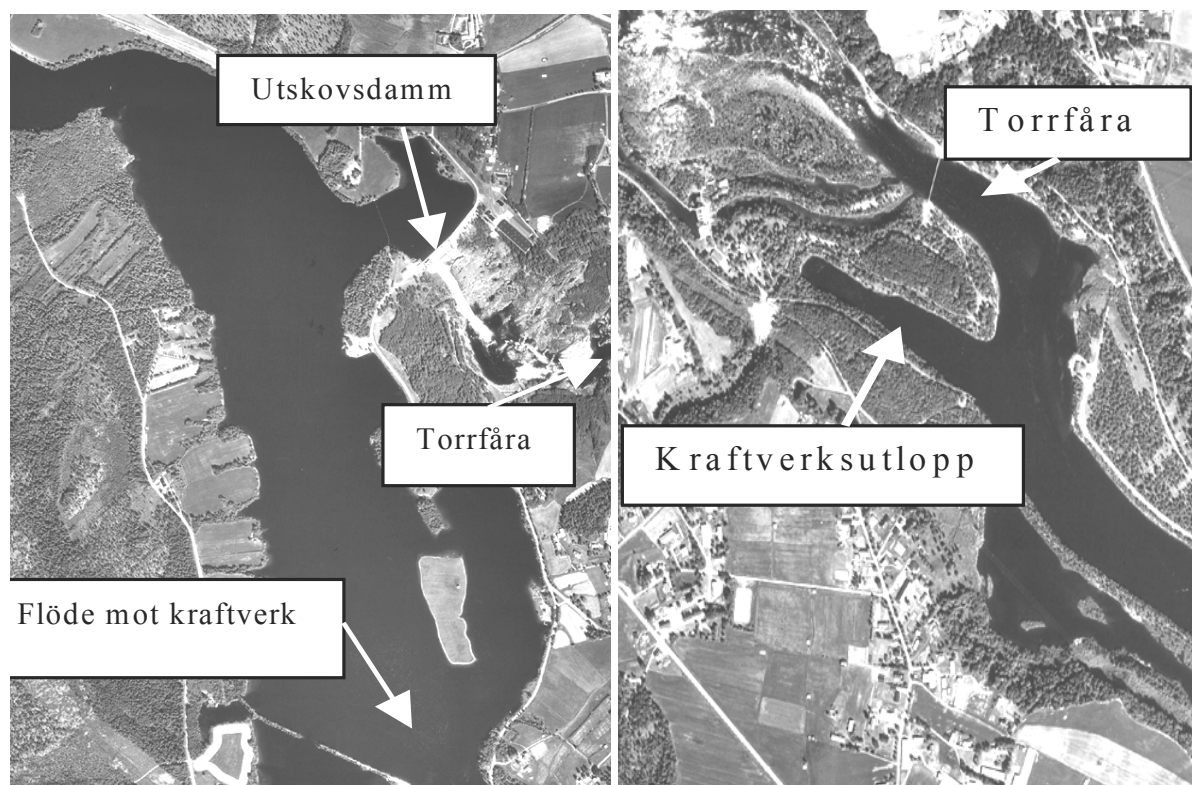 Utskovsdamm
Torrfåra
Flöde mot kraftverk
Torrfåra
Kraftverksutlopp